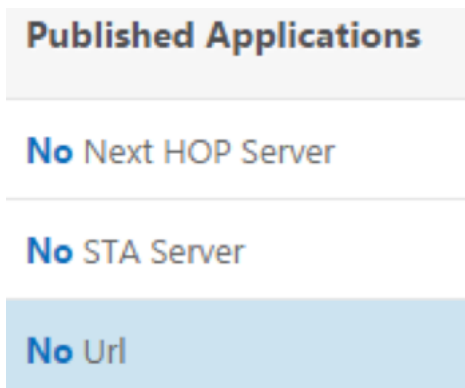 Published Applications
No Next HOP Server
No STA Server
No Url